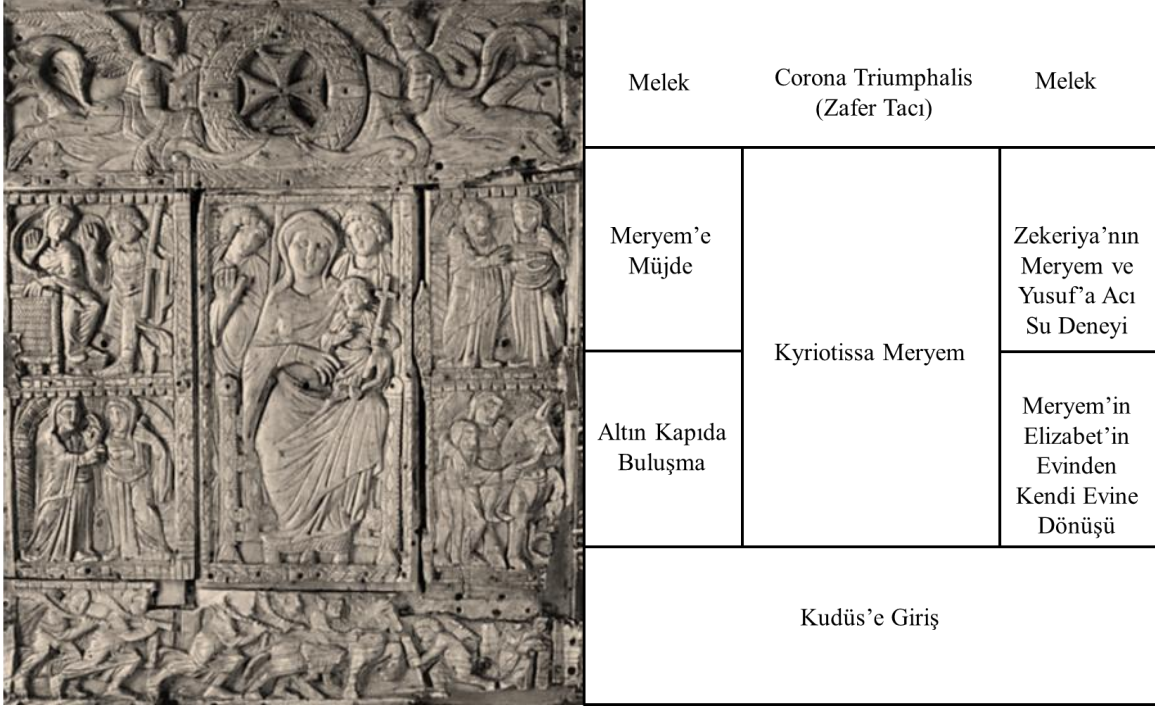 Melek
Corona Triumphalis
(Zafer Tacı)
Melek
Meryem’e
Müjde
Kyriotissa Meryem
Zekeriya’nın
Meryem ve
Yusuf’a Acı
Su Deneyi
Altın Kapıda
Buluşma
Meryem’in
Elizabet’in
Evinden
Kendi Evine
Dönüşü
Kudüs’e Giriş